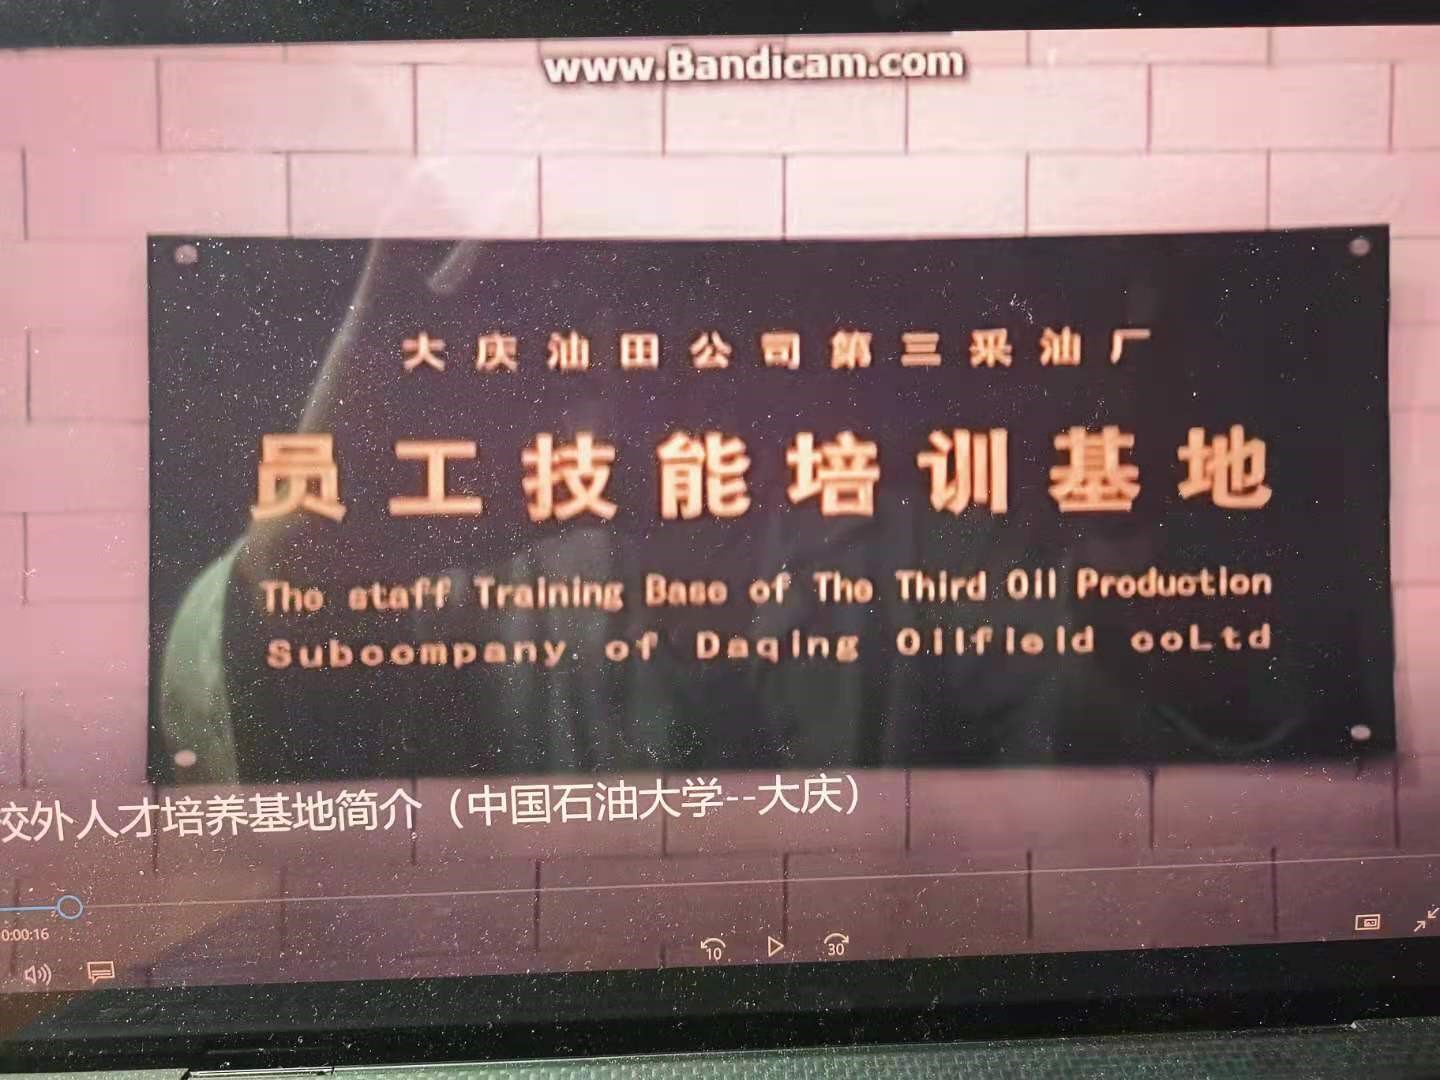 www.Bandicam.com
大庆油田公司第三采油厂
员工技能培训基地
The staff Training Base of The Third Oil Production
Subcompany of Daqing Oilfield coLtd
校外人才培养基地简介（中国石油大学--大庆）
0:00:16
10
30